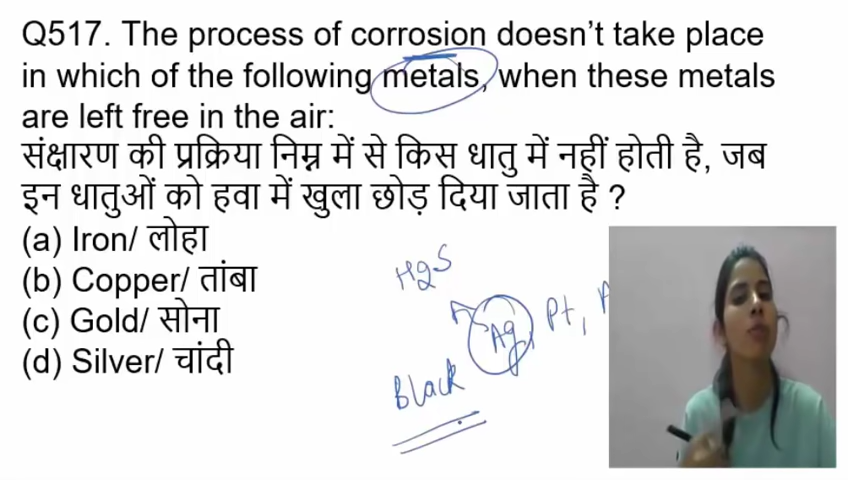 Q517. The process of corrosion doesn't take place
in which of the following metals, when these metals
are left free in the air:
संक्षारण की प्रक्रिया निम्न में से किस धातु में नहीं होती है, जब
इन धातुओं को हवा में खुला छोड़ दिया जाता है ?
(a) Iron/ लोहा
(b) Copper/ तांबा
(c) Gold/ सोना
(d) Silver/ चांदी
Ag, Pt,
Black